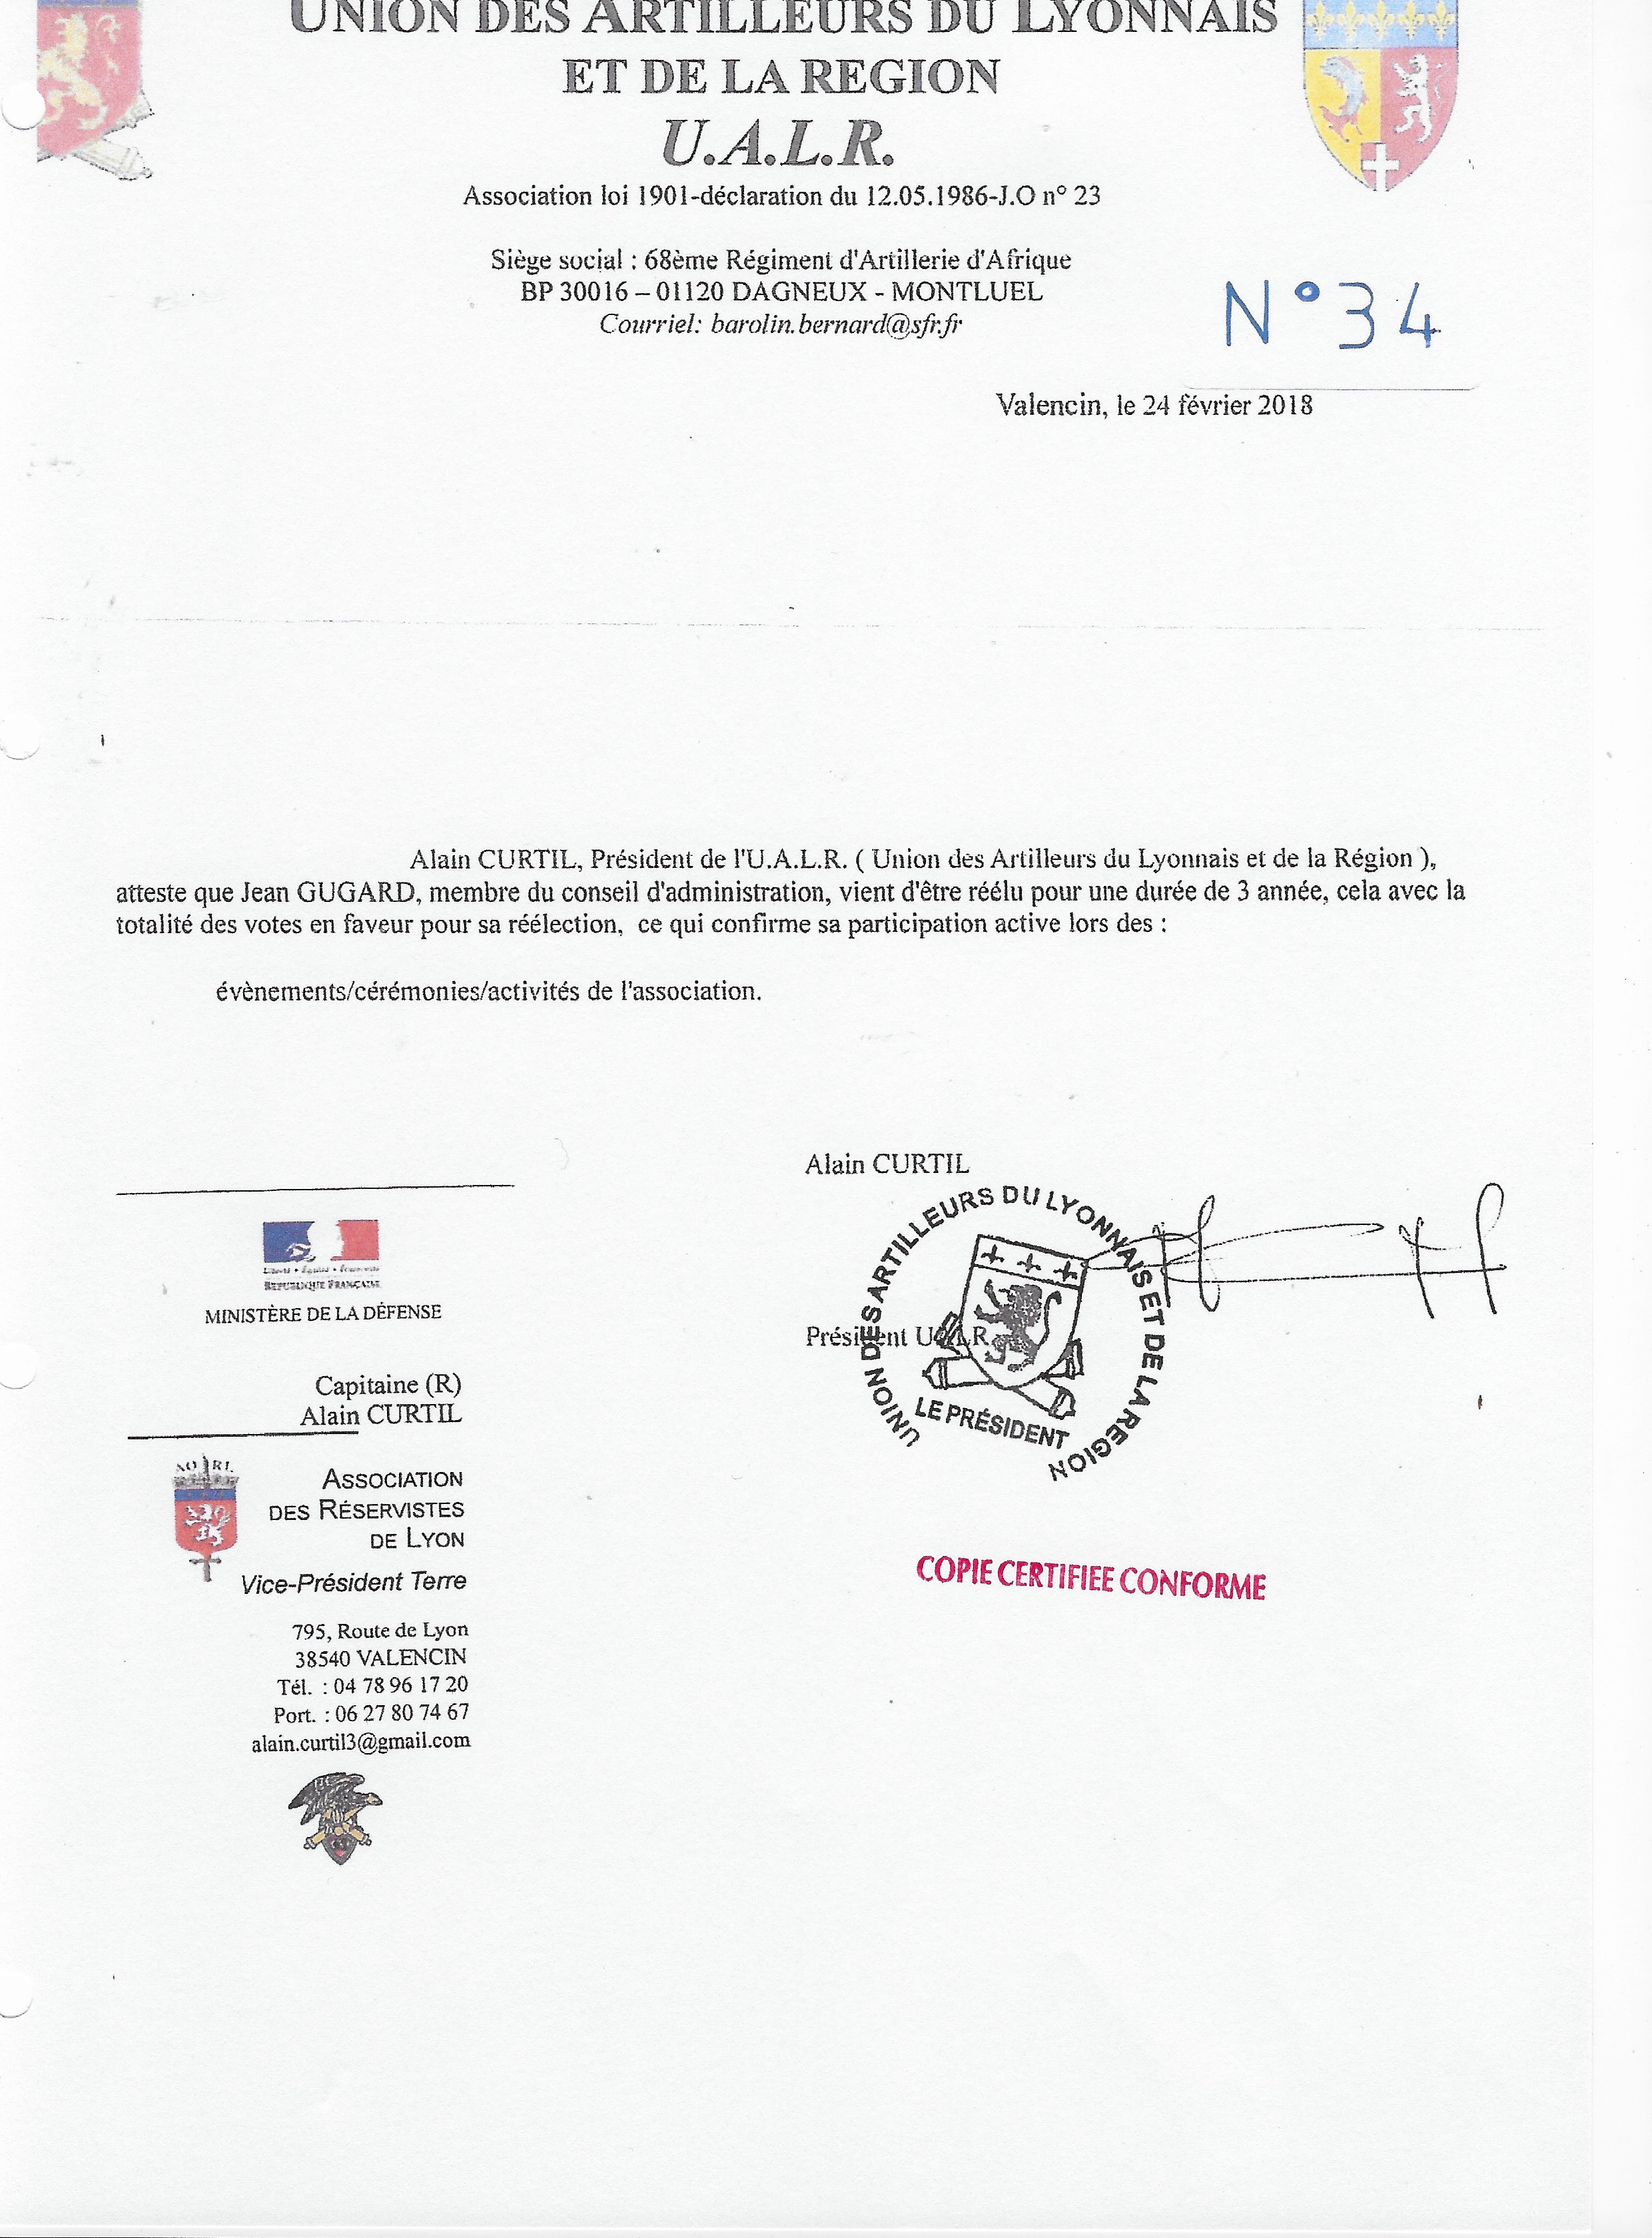 UNION DES ARTILLEURS DU LYONNAIS
ET DE LA REGION
U.A.L.R.
Association loi 1901-déclaration du 12.05.1986-J.O n° 23
Siège social : 68ème Régiment d'Artillerie d'Afrique
BP 30016 – 01120 DAGNEUX - MONTLUEL
Courriel: barolin.bernard@sfr.fr
N°34
Valencin, le 24 février 2018
Alain CURTIL, Président de l'U.A.L.R. ( Union des Artilleurs du Lyonnais et de la Région ),
atteste que Jean GUGARD, membre du conseil d'administration, vient d'être réélu pour une durée de 3 année, cela avec la
totalité des votes en faveur pour sa réélection, ce qui confirme sa participation active lors des :
évènements/cérémonies/activités de l'association.
Alain CURTIL
Président U.A.L.R.
UNION DES ARTILLEURS DU LYONNAIS ET DE LA REGION
LE PRÉSIDENT
COPIE CERTIFIEE CONFORME
Liberté • Égalité • Fraternité
RÉPUBLIQUE FRANÇAISE
MINISTÈRE DE LA DÉFENSE
Capitaine (R)
Alain CURTIL
ASSOCIATION
DES RÉSERVISTES
DE LYON
Vice-Président Terre
795, Route de Lyon
38540 VALENCIN
Tél. : 04 78 96 17 20
Port. : 06 27 80 74 67
alain.curtil3@gmail.com